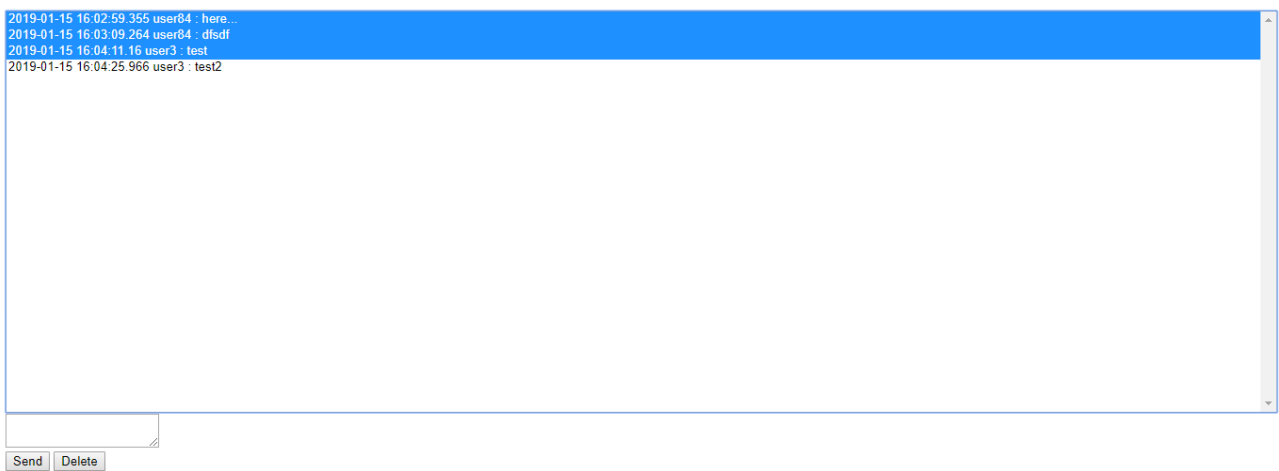 2019-01-15 16:02:59.355 user84 : here...
2019-01-15 16:03:09.264 user84 : dfsdf
2019-01-15 16:04:11.16 user3 : test
2019-01-15 16:04:25.966 user3 : test2
Send Delete